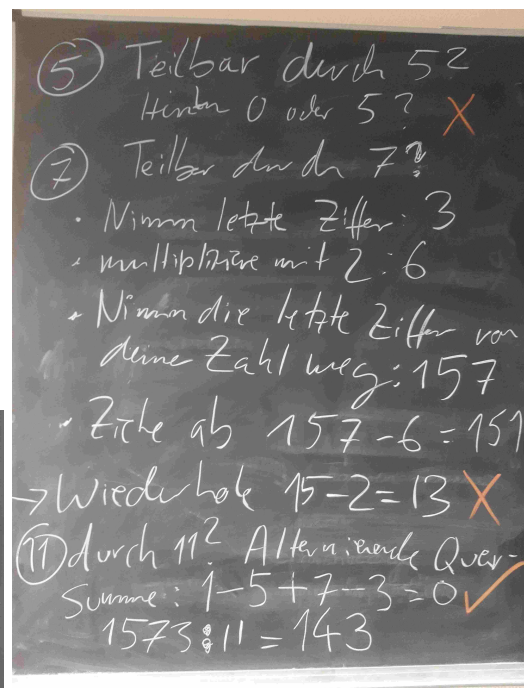 ⑤ Teilbar durch 5?
Hinten 0 oder 5? X
⑦ Teilbar durch 7?
• Nimm letzte Ziffer: 3
• multipliziere mit 2: 6
• Nimm die letzte Ziffer von
deiner Zahl weg: 157
• Ziehe ab 157-6=151
→ Wiederhole 15-2=13 X
⑪ durch 11? Alternierende Quer-
summe: 1-5+7-3=0 ✓
1573:11=143